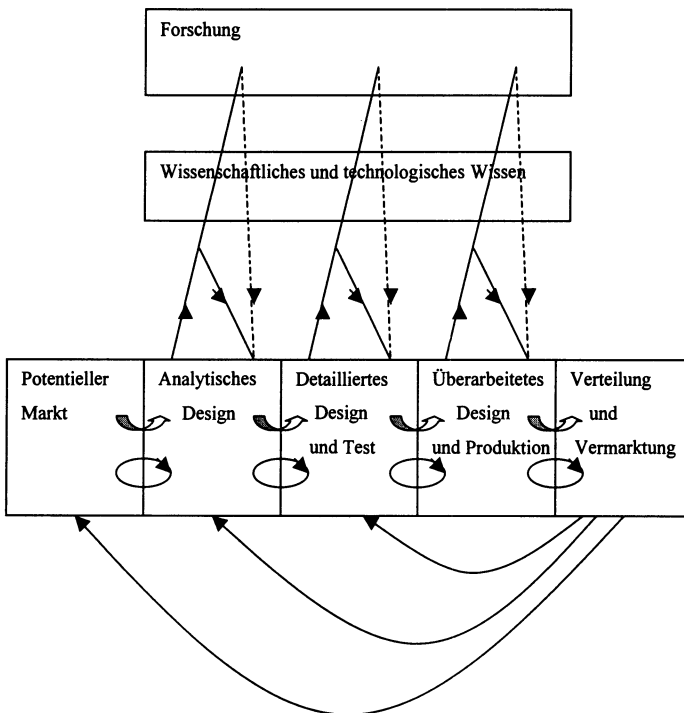 Forschung
Wissenschaftliches und technologisches Wissen
Potentieller
Markt
Analytisches
Design
Detailliertes
Design
und Test
Überarbeitetes
Design
und Produktion
Verteilung
und
Vermarktung